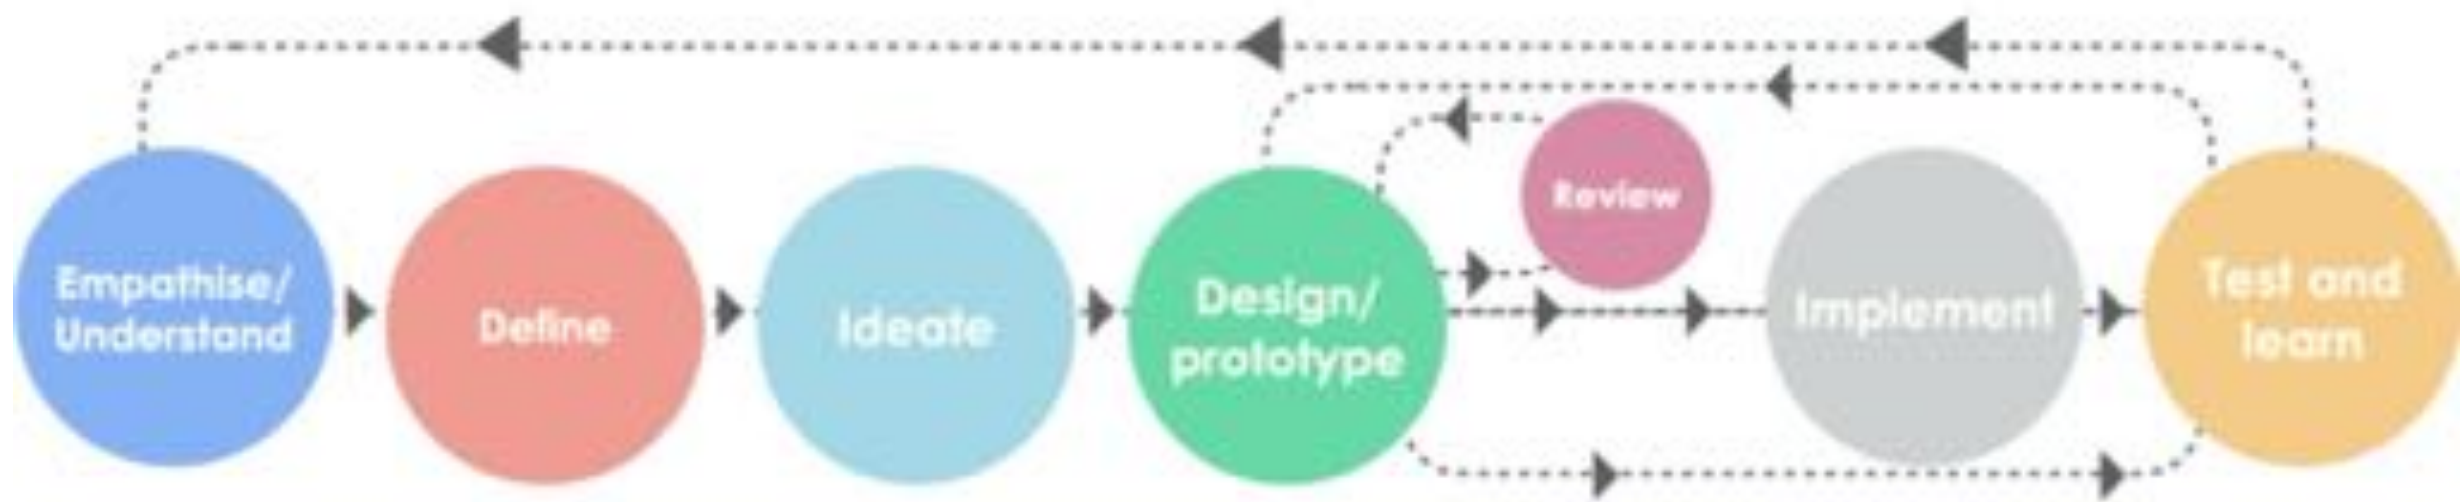 Empathise/
Understand
Define
Ideate
Design/
prototype
Review
Implement
Test and
learn